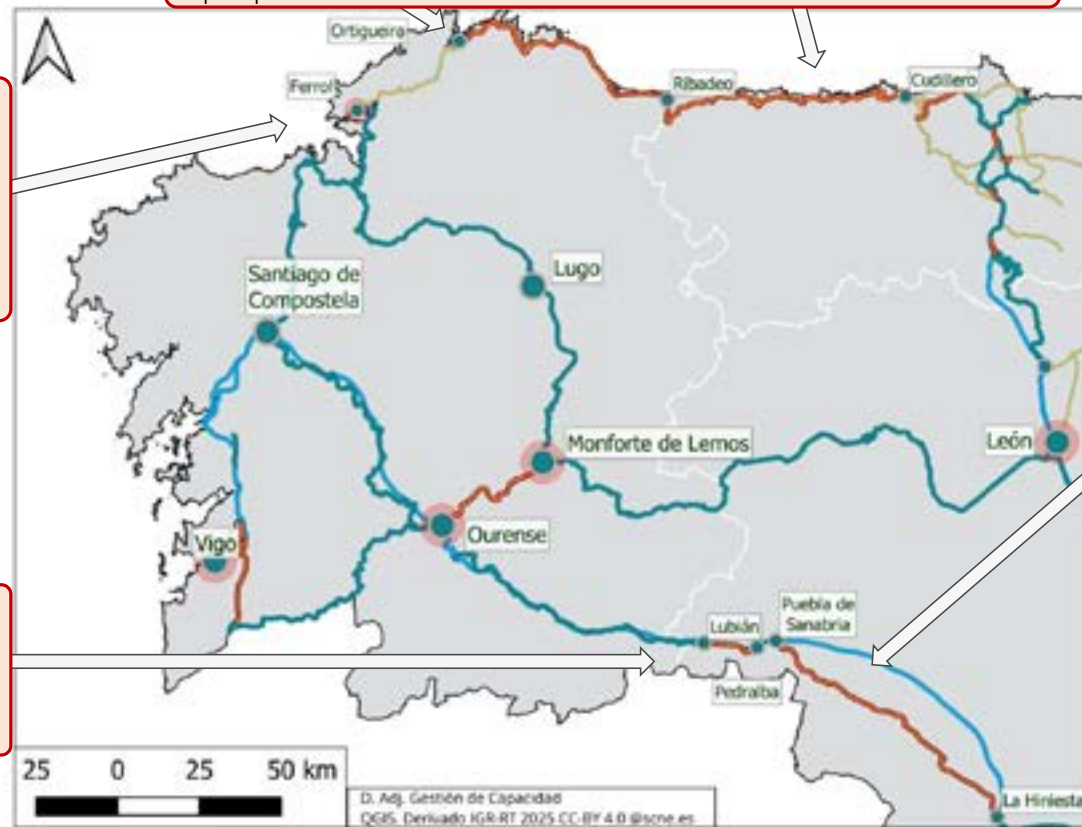 Ortigueira
Ferrol
Ribadeo
Cudillero
Santiago de
Compostela
Lugo
Monforte de Lemos
León
Ourense
Vigo
Puebla de
Sanabria
Lubián
Pedralba
La Hiniesta
25 0 25 50 km
D. Adj. Gestión de Capacidad
QGIS. Derivado IGR-RT 2025 CC-BY 4.0 @scne.es